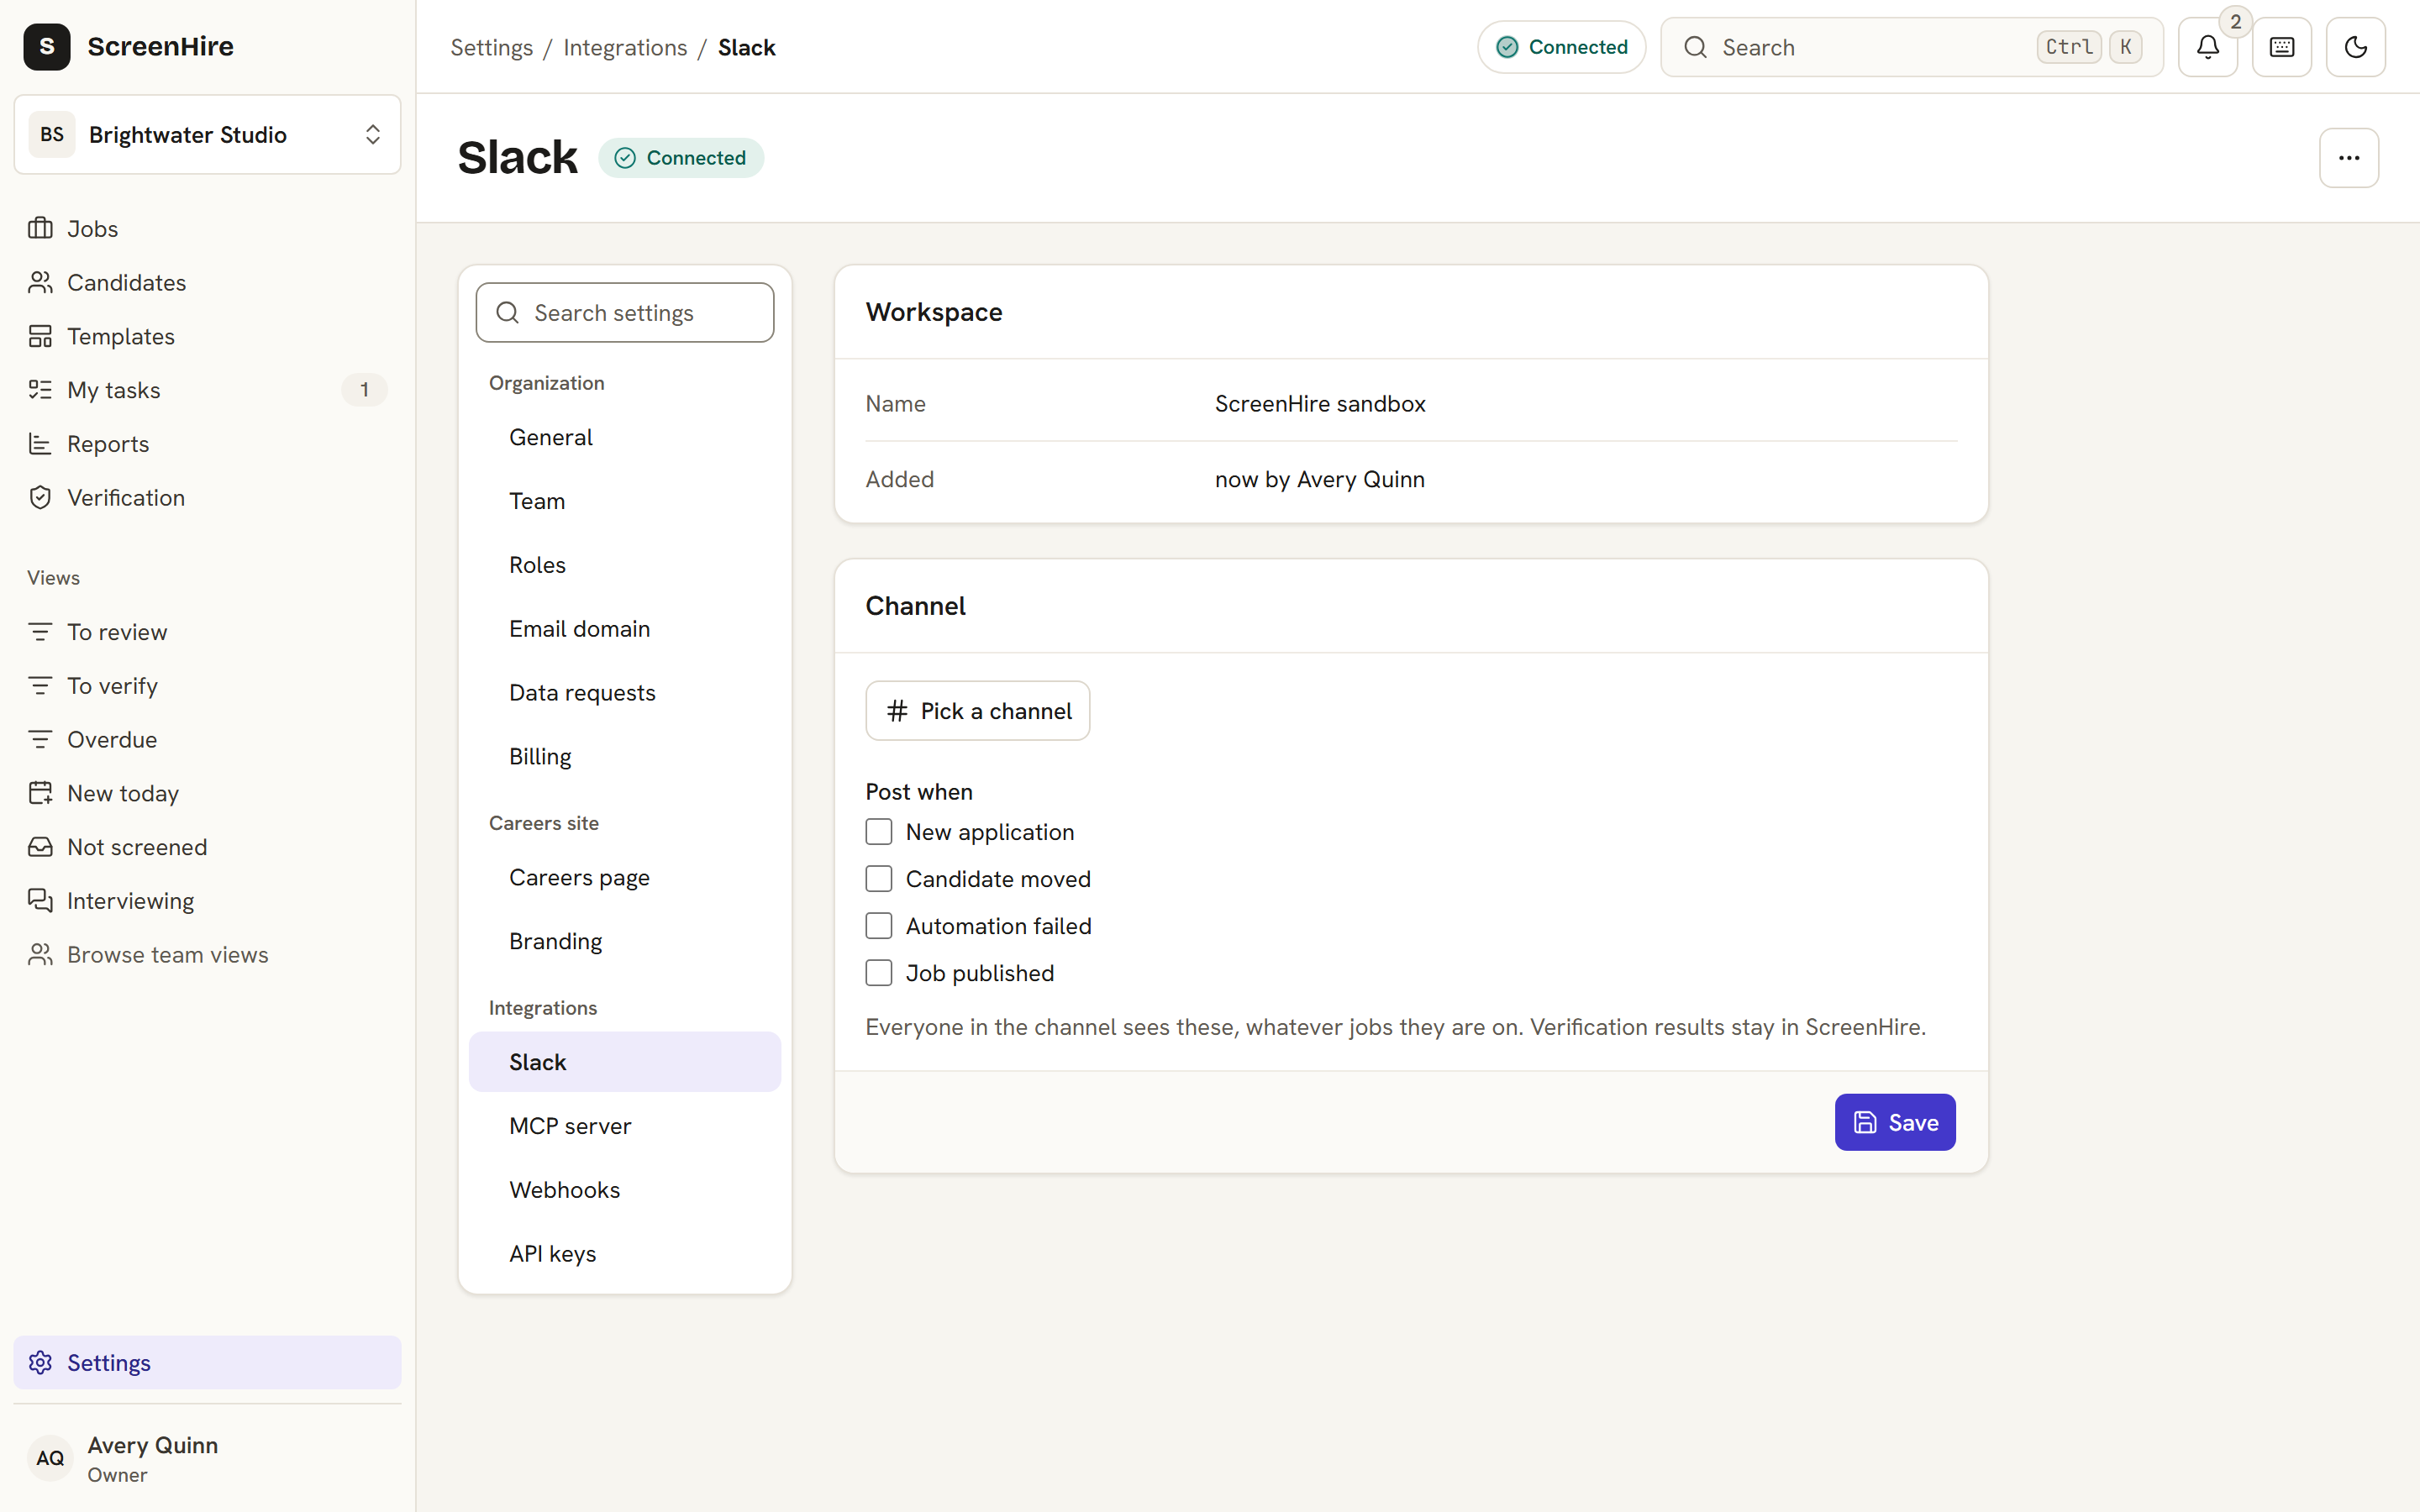 S ScreenHire
BS Brightwater Studio
Jobs
Candidates
Templates
My tasks 1
Reports
Verification
Views
To review
To verify
Overdue
New today
Not screened
Interviewing
Browse team views
Settings
AQ Avery Quinn
Owner
Settings / Integrations / Slack
Connected
Search Ctrl K
2
Slack Connected
Search settings
Organization
General
Team
Roles
Email domain
Data requests
Billing
Careers site
Careers page
Branding
Integrations
Slack
MCP server
Webhooks
API keys
Workspace
Name ScreenHire sandbox
Added now by Avery Quinn
Channel
# Pick a channel
Post when
New application
Candidate moved
Automation failed
Job published
Everyone in the channel sees these, whatever jobs they are on. Verification results stay in ScreenHire.
Save